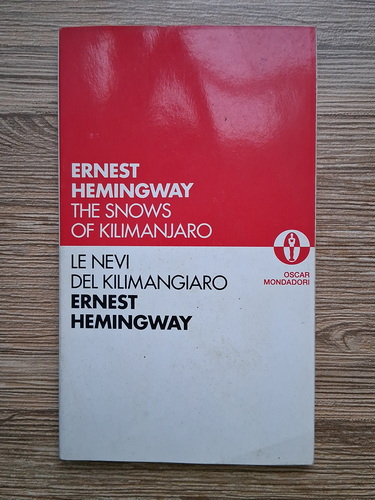 ERNEST
HEMINGWAY
THE SNOWS
OF KILIMANJARO
LE NEVI
DEL KILIMANGIARO
ERNEST
HEMINGWAY
OSCAR
MONDADORI